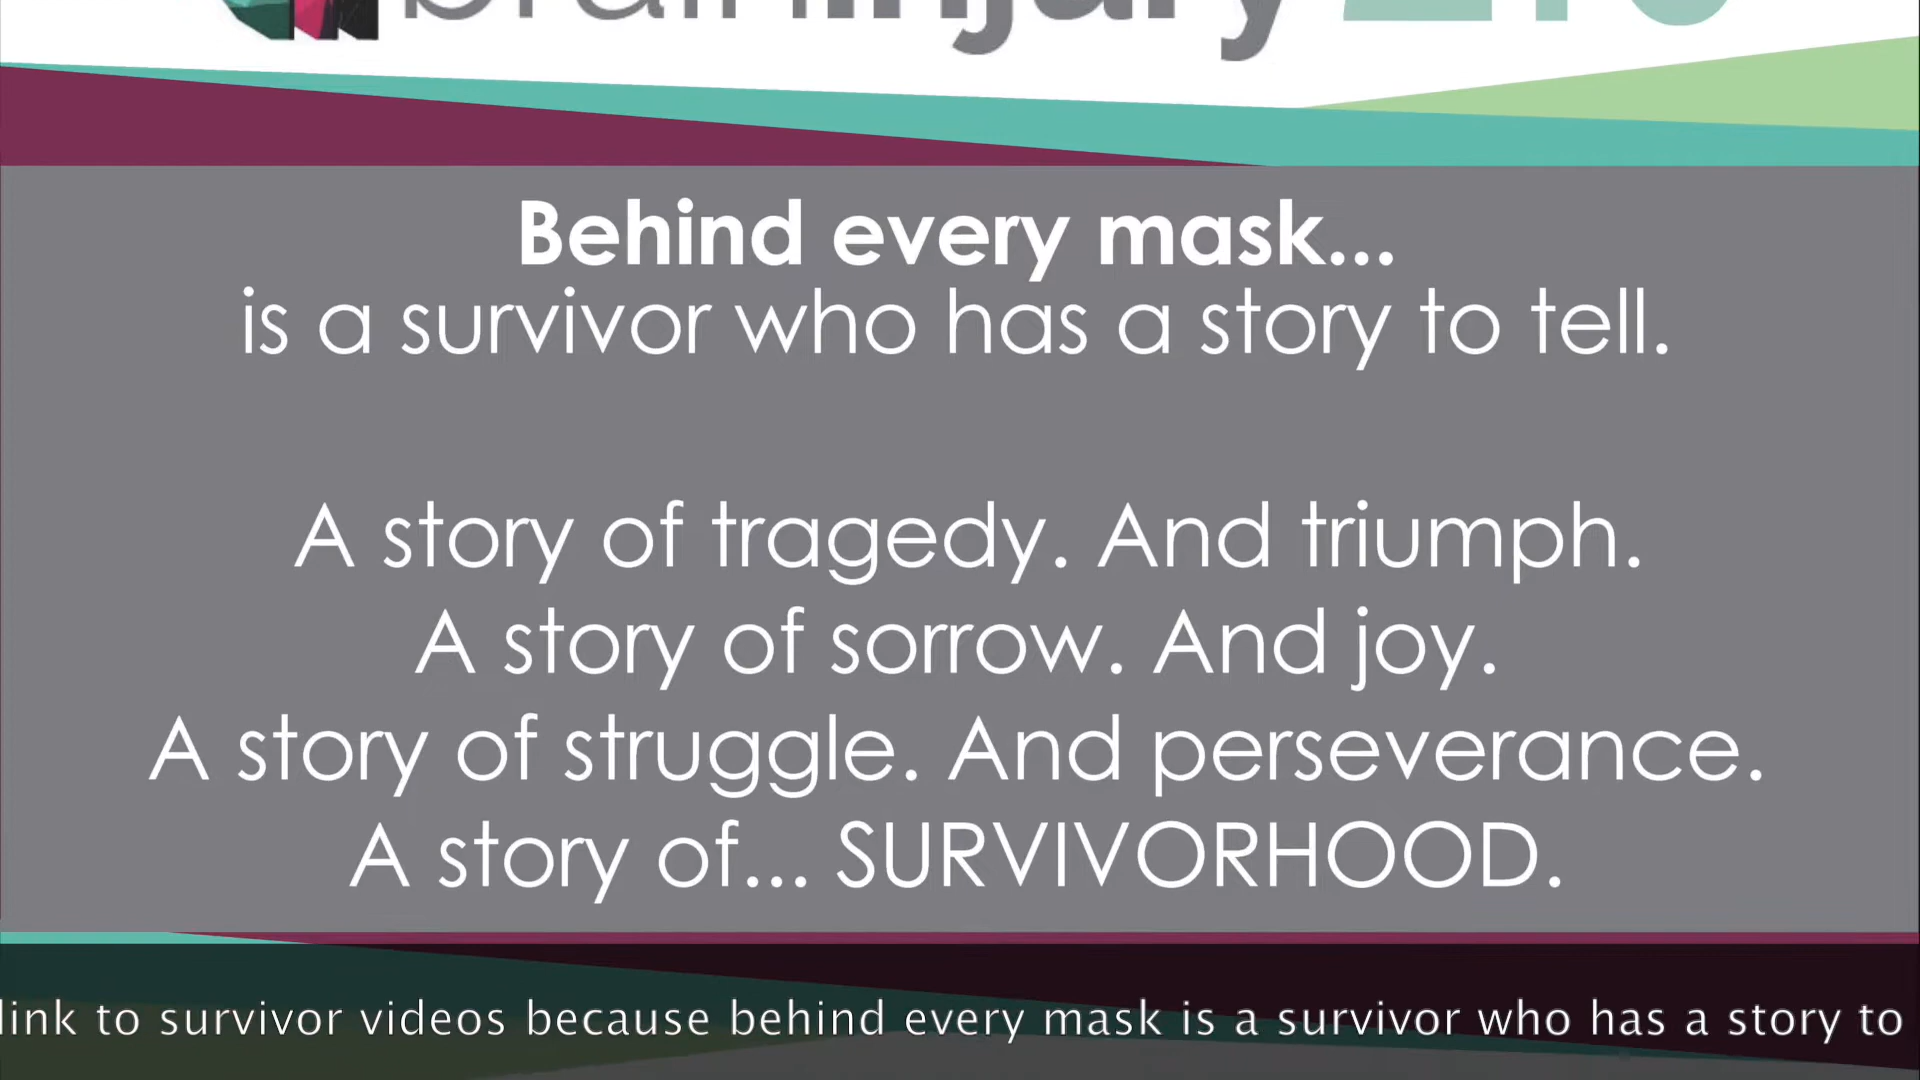 braininjury
Behind every mask...
is a survivor who has a story to tell.
A story of tragedy. And triumph.
A story of sorrow. And joy.
A story of struggle. And perseverance.
A story of... SURVIVORHOOD.
link to survivor videos because behind every mask is a survivor who has a story to